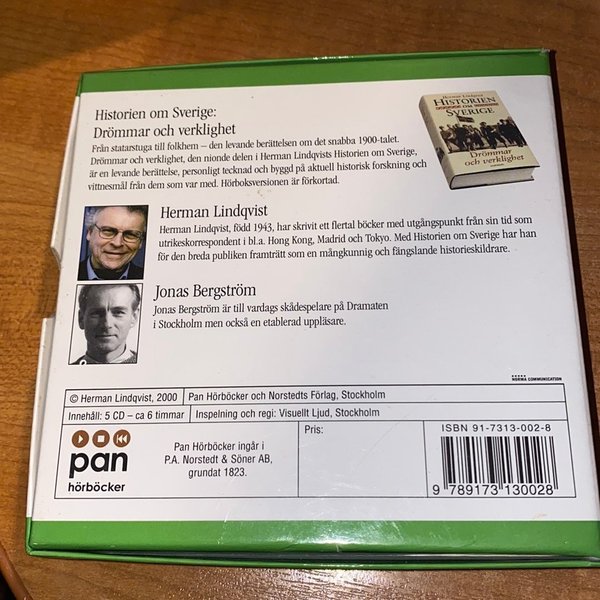 Historien om Sverige:
Drömmar och verklighet
Från statarstuga till folkhem – den levande berättelsen om det snabba 1900-talet.
Drömmar och verklighet, den nionde delen i Herman Lindqvists Historien om Sverige,
är en levande berättelse, personligt tecknad och byggd på aktuell historisk forskning och
vittnesmål från dem som var med. Hörboksversionen är förkortad.
Herman Lindqvist
HISTORIEN
OM
SVERIGE
Drömmar
och verklighet
Herman Lindqvist
Herman Lindqvist, född 1943, har skrivit ett flertal böcker med utgångspunkt från sin tid som
utrikeskorrespondent i bl.a. Hong Kong, Madrid och Tokyo. Med Historien om Sverige har han
för den breda publiken framträtt som en mångkunnig och fängslande historieskildrare.
Jonas Bergström
Jonas Bergström är till vardags skådespelare på Dramaten
i Stockholm men också en etablerad uppläsare.
NORMA COMMUNICATION
© Herman Lindqvist, 2000 Pan Hörböcker och Norstedts Förlag, Stockholm
Innehåll: 5 CD – ca 6 timmar Inspelning och regi: Visuellt Ljud, Stockholm
pan
hörböcker
Pan Hörböcker ingår i
P.A. Norstedt & Söner AB,
grundat 1823.
Pris:
ISBN 91-7313-002-8
9 789173 130028